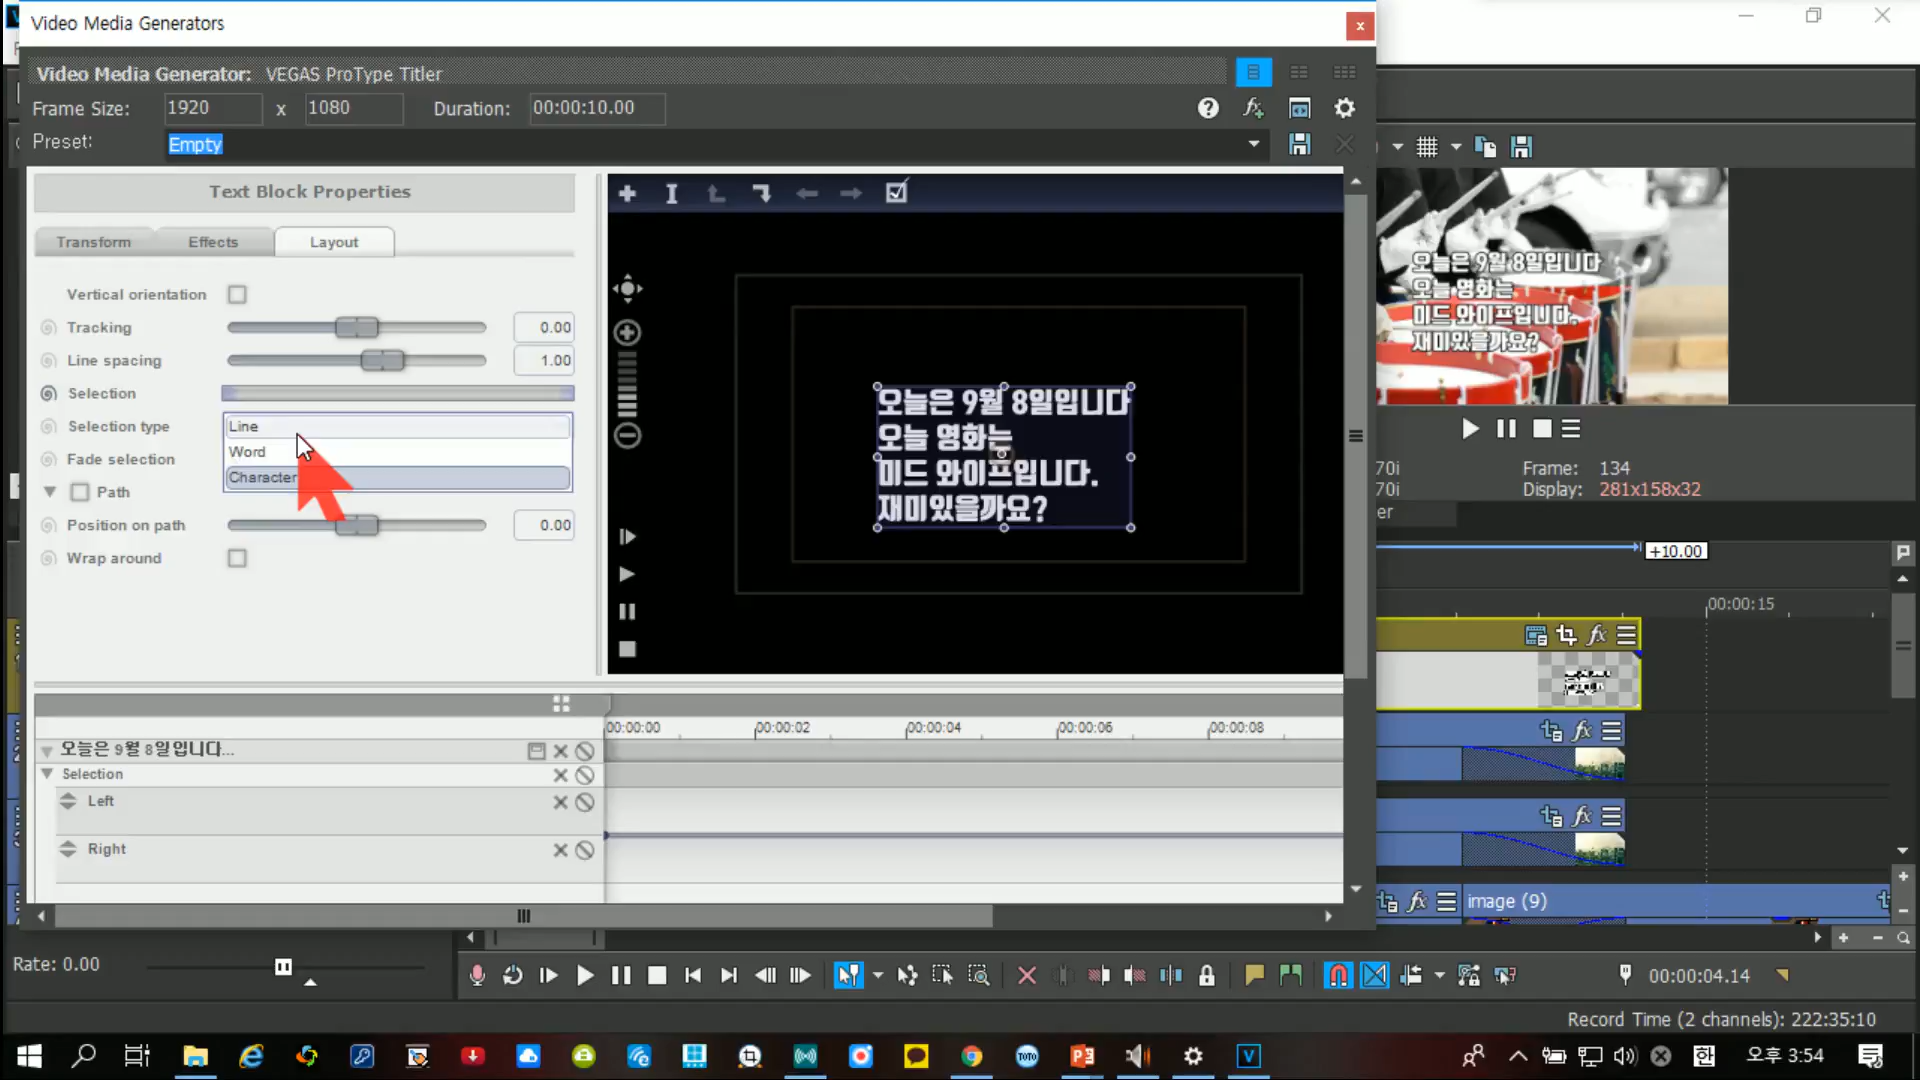 Video Media Generators
Video Media Generator: VEGAS ProType Titler
Frame Size: 1920 x 1080 Duration: 00:00:10.00
Preset: Empty
Text Block Properties
Transform Effects Layout
Vertical orientation
Tracking 0.00
Line spacing 1.00
Selection
Selection type Line
Word
Fade selection
Character
Path
Position on path 0.00
Wrap around
오늘은 9월 8일입니다
오늘 영화는
미드 와이프입니다.
재미있을까요?
오늘은 9월 8일입니다
오늘 영화는
미드 와이프입니다.
재미있을까요?
70i Frame: 134
70i Display: 281x158x32
er
+10.00
00:00:15
00:00:00 00:00:02 00:00:04 00:00:06 00:00:08
오늘은 9월 8일입니다...
Selection
Left
Right
image (9)
Rate: 0.00
00:00:04.14
Record Time (2 channels): 222:35:10
TOTO
한
오후 3:54